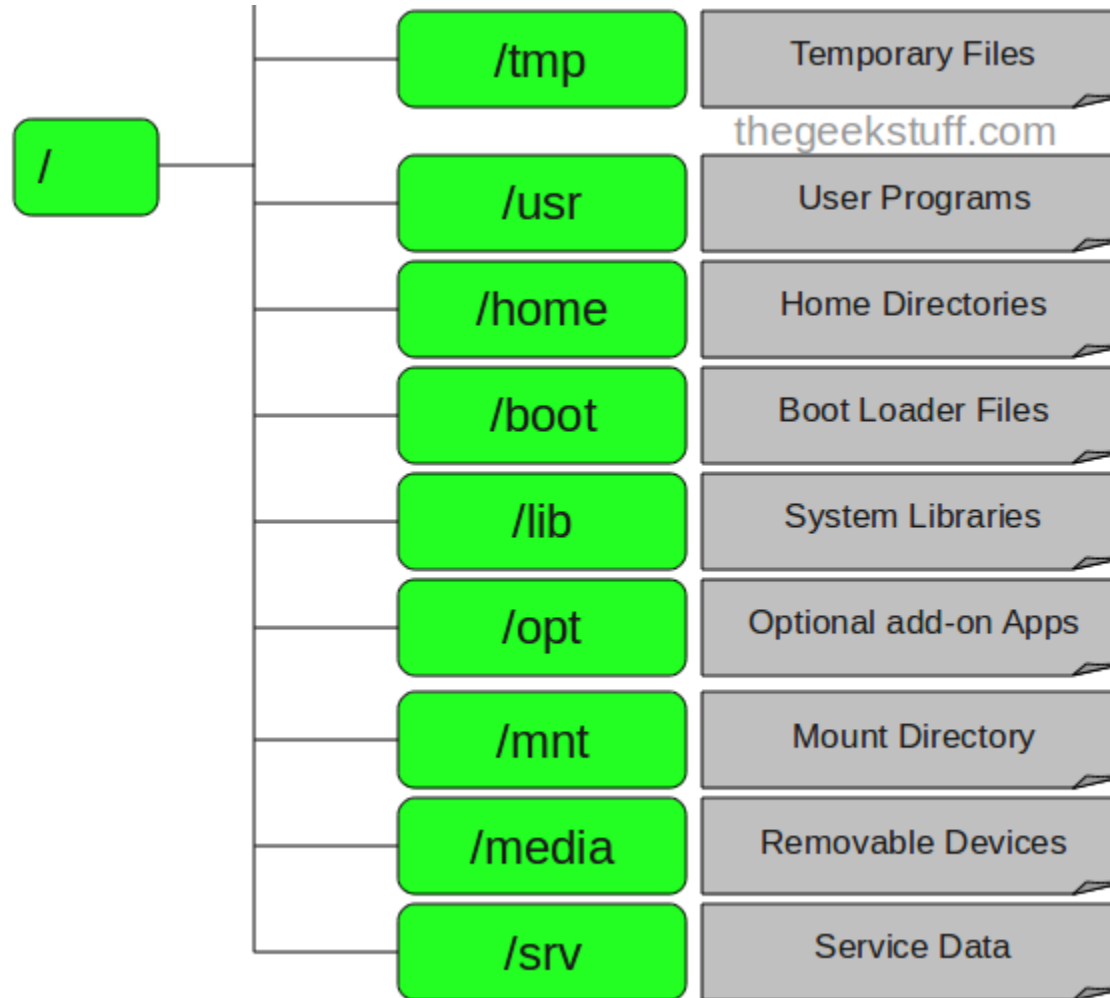 /tmp Temporary Files
thegeekstuff.com
/
/usr User Programs
/home Home Directories
/boot Boot Loader Files
/lib System Libraries
/opt Optional add-on Apps
/mnt Mount Directory
/media Removable Devices
/srv Service Data